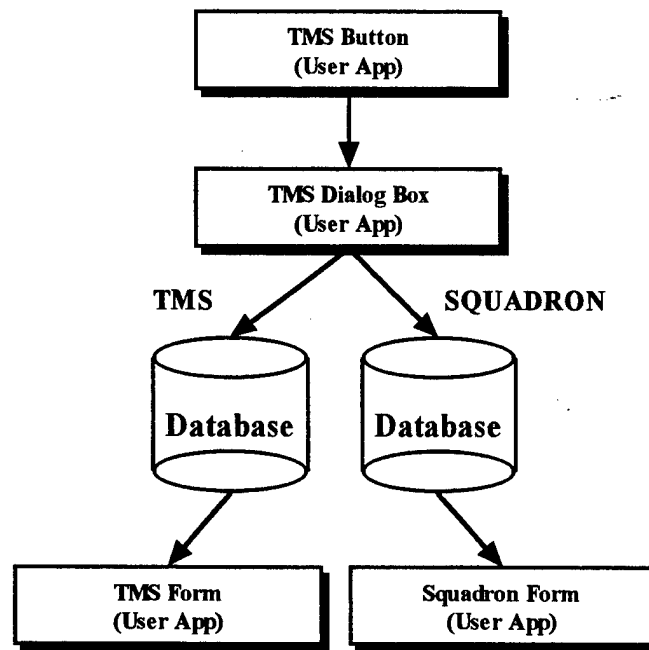 TMS Button
(User App)
TMS Dialog Box
(User App)
TMS
SQUADRON
Database
Database
TMS Form
(User App)
Squadron Form
(User App)